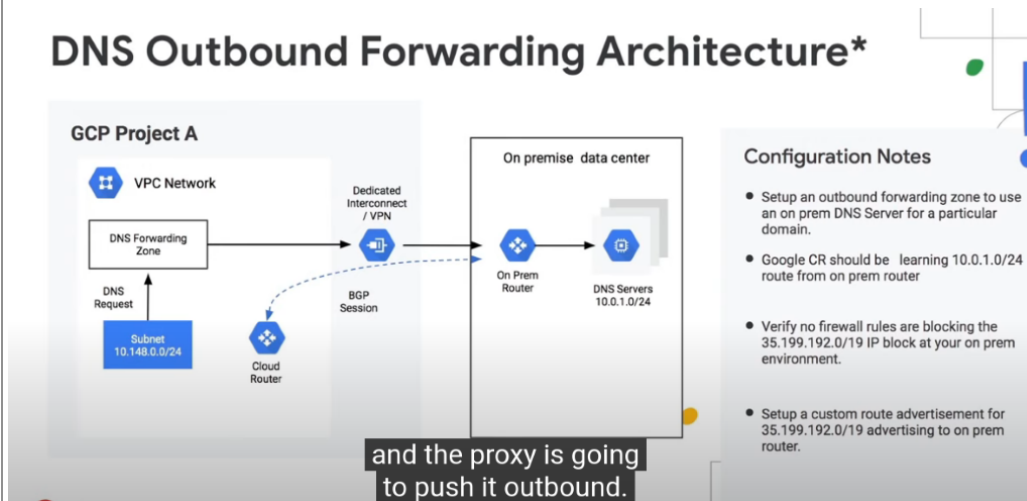 DNS Outbound Forwarding Architecture*
GCP Project A
VPC Network
DNS Forwarding
Zone
DNS
Request
Subnet
10.148.0.0/24
Dedicated
Interconnect
/ VPN
BGP
Session
Cloud
Router
On premise data center
On Prem
Router
DNS Servers
10.0.1.0/24
Configuration Notes
● Setup an outbound forwarding zone to use
an on prem DNS Server for a particular
domain.
● Google CR should be learning 10.0.1.0/24
route from on prem router
● Verify no firewall rules are blocking the
35.199.192.0/19 IP block at your on prem
environment.
● Setup a custom route advertisement for
35.199.192.0/19 advertising to on prem
router.
and the proxy is going
to push it outbound.